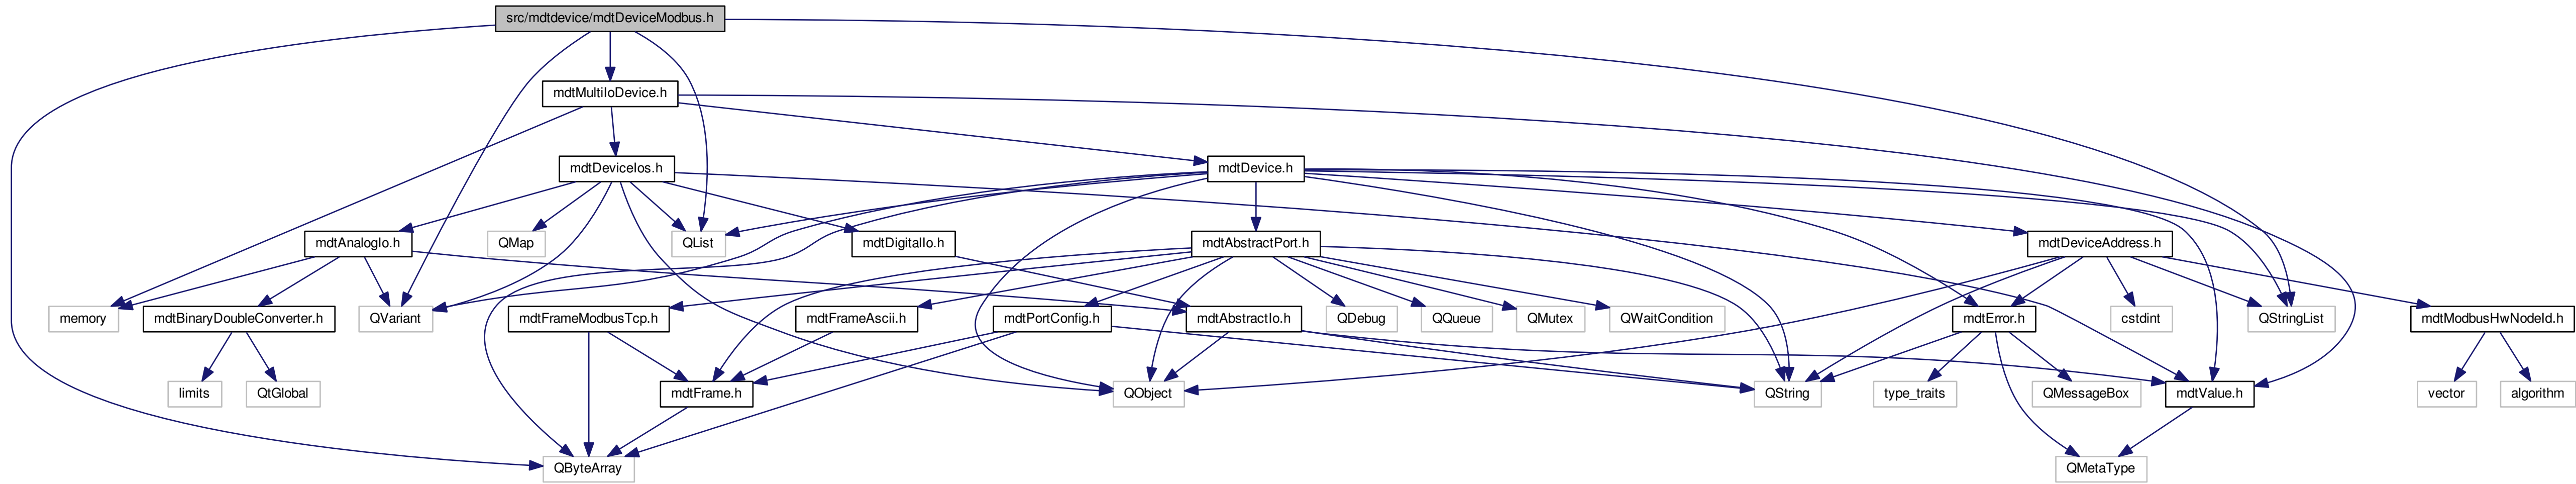 src/mdtdevice/mdtDeviceModbus.h
mdtMultiIoDevice.h
mdtDeviceIos.h
mdtDevice.h
mdtAnalogIo.h
QMap
QList
mdtDigitalIo.h
mdtAbstractPort.h
mdtDeviceAddress.h
memory
mdtBinaryDoubleConverter.h
QVariant
mdtFrameModbusTcp.h
mdtFrameAscii.h
mdtPortConfig.h
mdtAbstractIo.h
QDebug
QQueue
QMutex
QWaitCondition
mdtError.h
cstdint
QStringList
mdtModbusHwNodeId.h
limits
QtGlobal
mdtFrame.h
QObject
QString
type_traits
QMessageBox
mdtValue.h
vector
algorithm
QByteArray
QMetaType